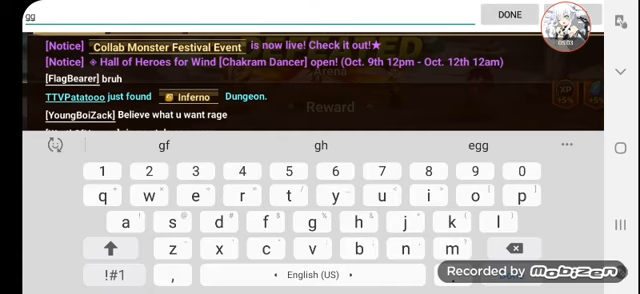 gg
DONE
[Notice] Collab Monster Festival Event is now live! Check it out!★
[Notice] ◈ Hall of Heroes for Wind [Chakram Dancer] open! (Oct. 9th 12pm - Oct. 12th 12am)
[FlagBearer] bruh
Arena
TTVPatatooo just found Inferno Dungeon.
XP
+5%
+5%
Reward
[YoungBoiZack] Believe what u want rage
gf gh egg
1 2 3 4 5 6 7 8 9 0
q w e r t y u i o p
a s d f g h j k l
z x c v b n m
!#1 , English (US)
Recorded by mobizen